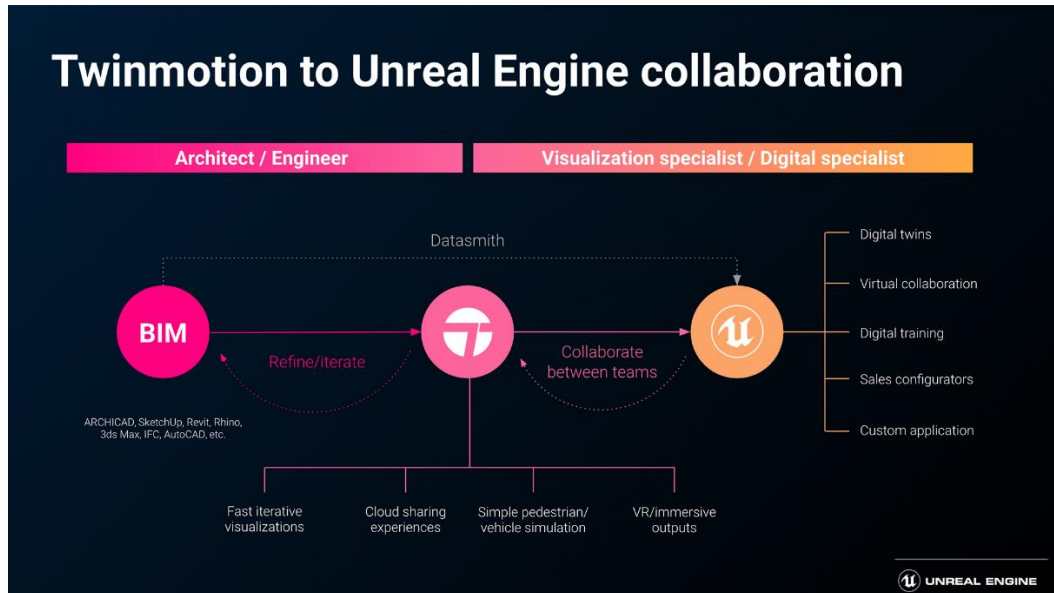 Twinmotion to Unreal Engine collaboration
Architect / Engineer
Visualization specialist / Digital specialist
Datasmith
BIM
Refine/iterate
Collaborate
between teams
ARCHICAD, SketchUp, Revit, Rhino,
3ds Max, IFC, AutoCAD, etc.
Digital twins
Virtual collaboration
Digital training
Sales configurators
Custom application
Fast iterative
visualizations
Cloud sharing
experiences
Simple pedestrian/
vehicle simulation
VR/immersive
outputs
UNREAL ENGINE